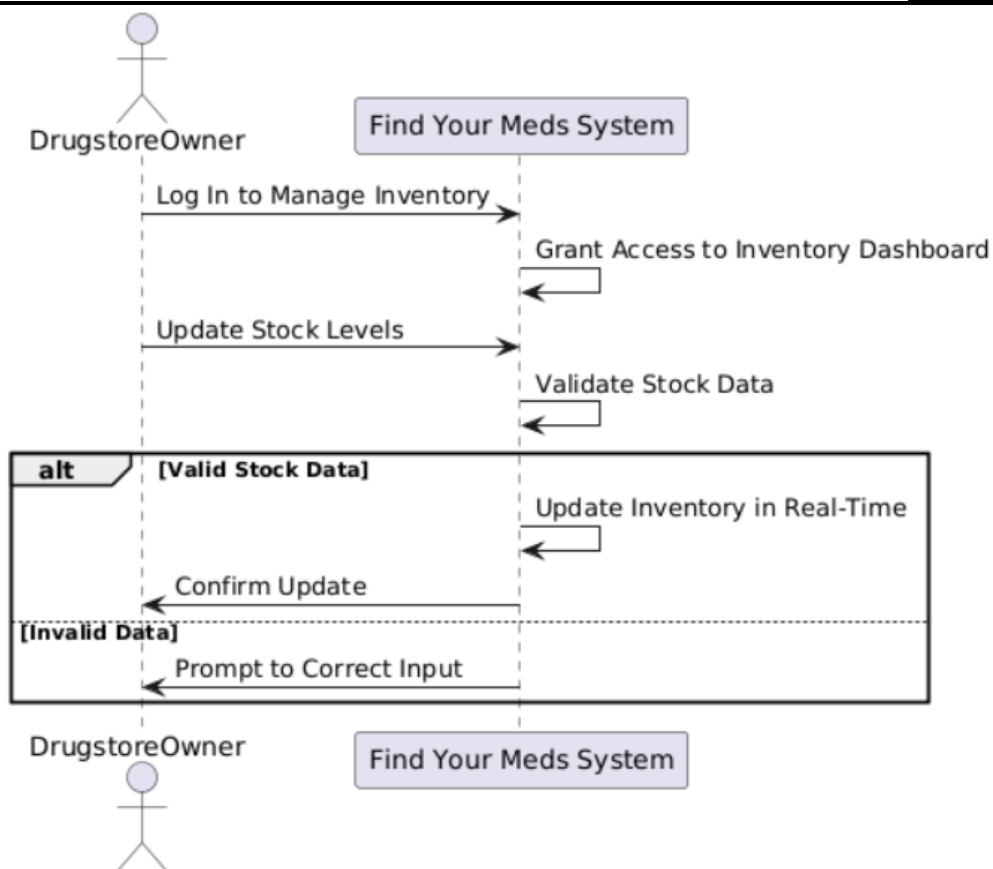 DrugstoreOwner
Find Your Meds System
Log In to Manage Inventory
Grant Access to Inventory Dashboard
Update Stock Levels
Validate Stock Data
alt
[Valid Stock Data]
Update Inventory in Real-Time
Confirm Update
[Invalid Data]
Prompt to Correct Input
DrugstoreOwner
Find Your Meds System